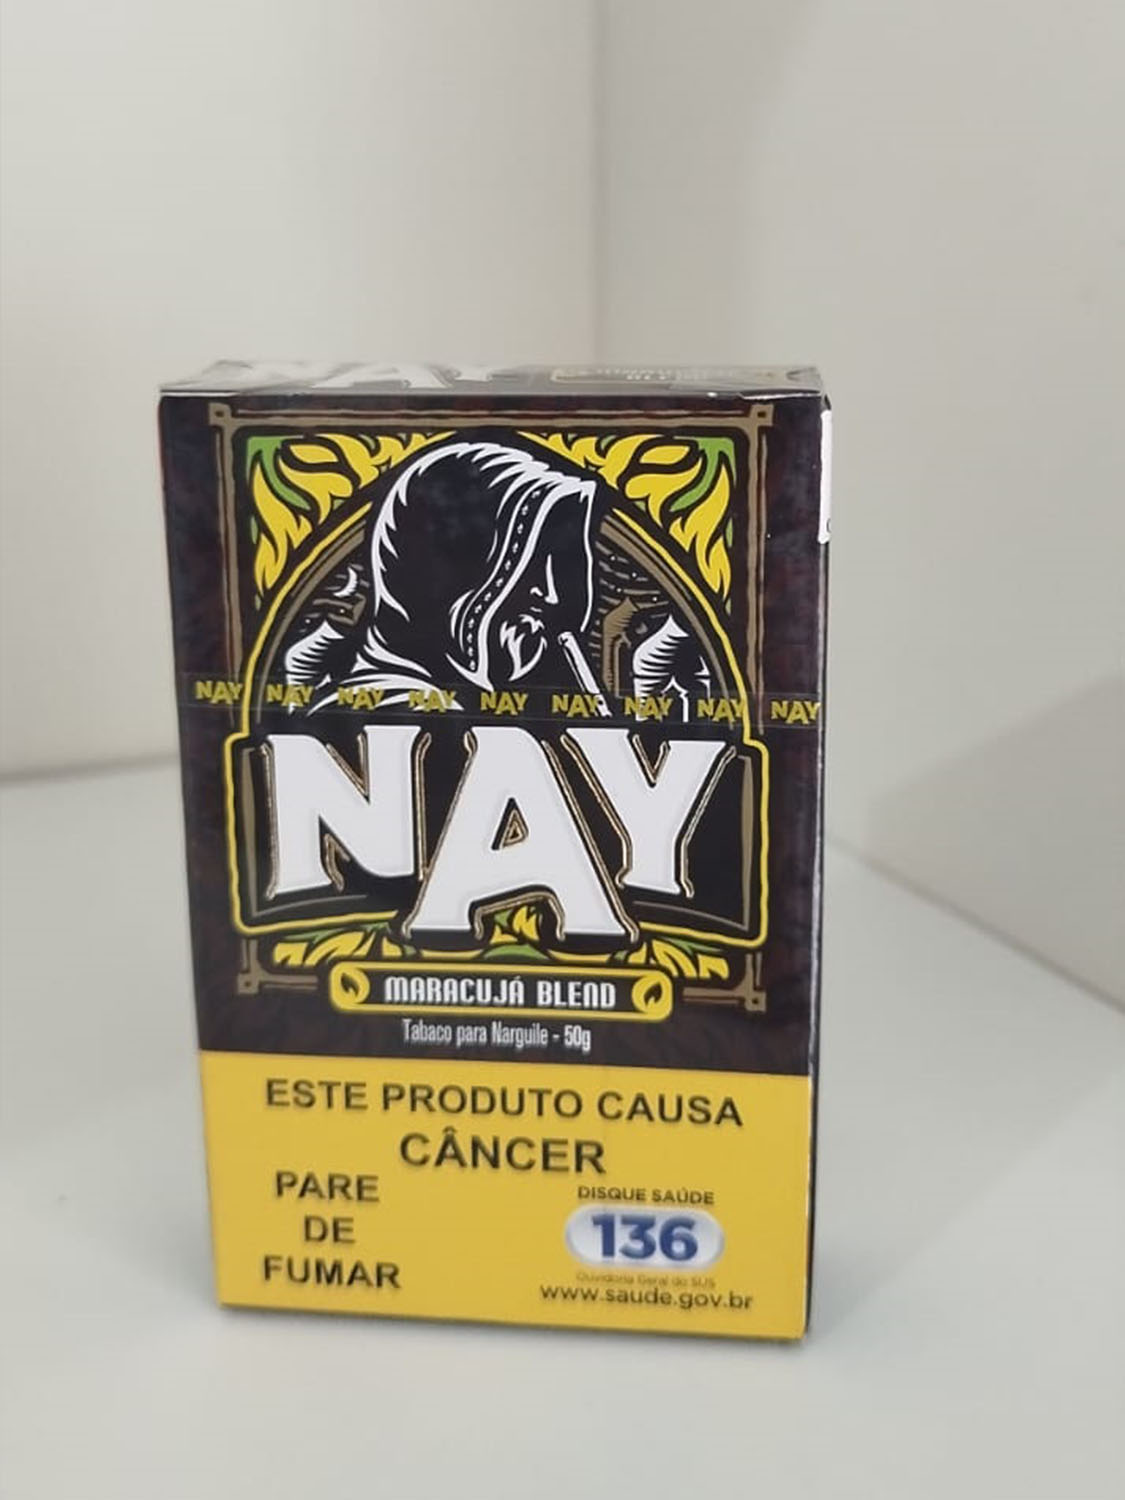 NAY NAY NAY NAY NAY NAY NAY NAY NAY
NAY
MARACUJÁ BLEND
Tabaco para Narguile - 50g
ESTE PRODUTO CAUSA
CÂNCER
PARE
DE
FUMAR
DISQUE SAÚDE
136
Ouvidoria Geral do SUS
www.saude.gov.br